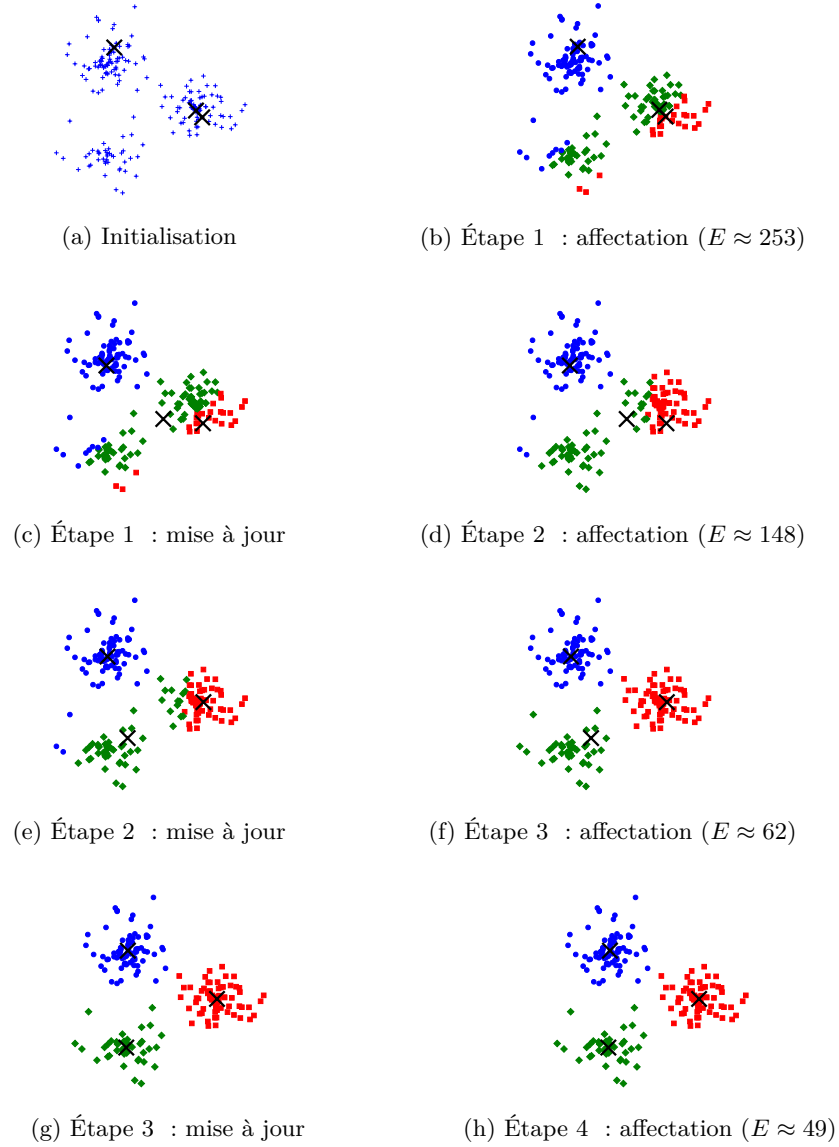 (a) Initialisation
(b) Étape 1 : affectation (E ≈ 253)
(c) Étape 1 : mise à jour
(d) Étape 2 : affectation (E ≈ 148)
(e) Étape 2 : mise à jour
(f) Étape 3 : affectation (E ≈ 62)
(g) Étape 3 : mise à jour
(h) Étape 4 : affectation (E ≈ 49)